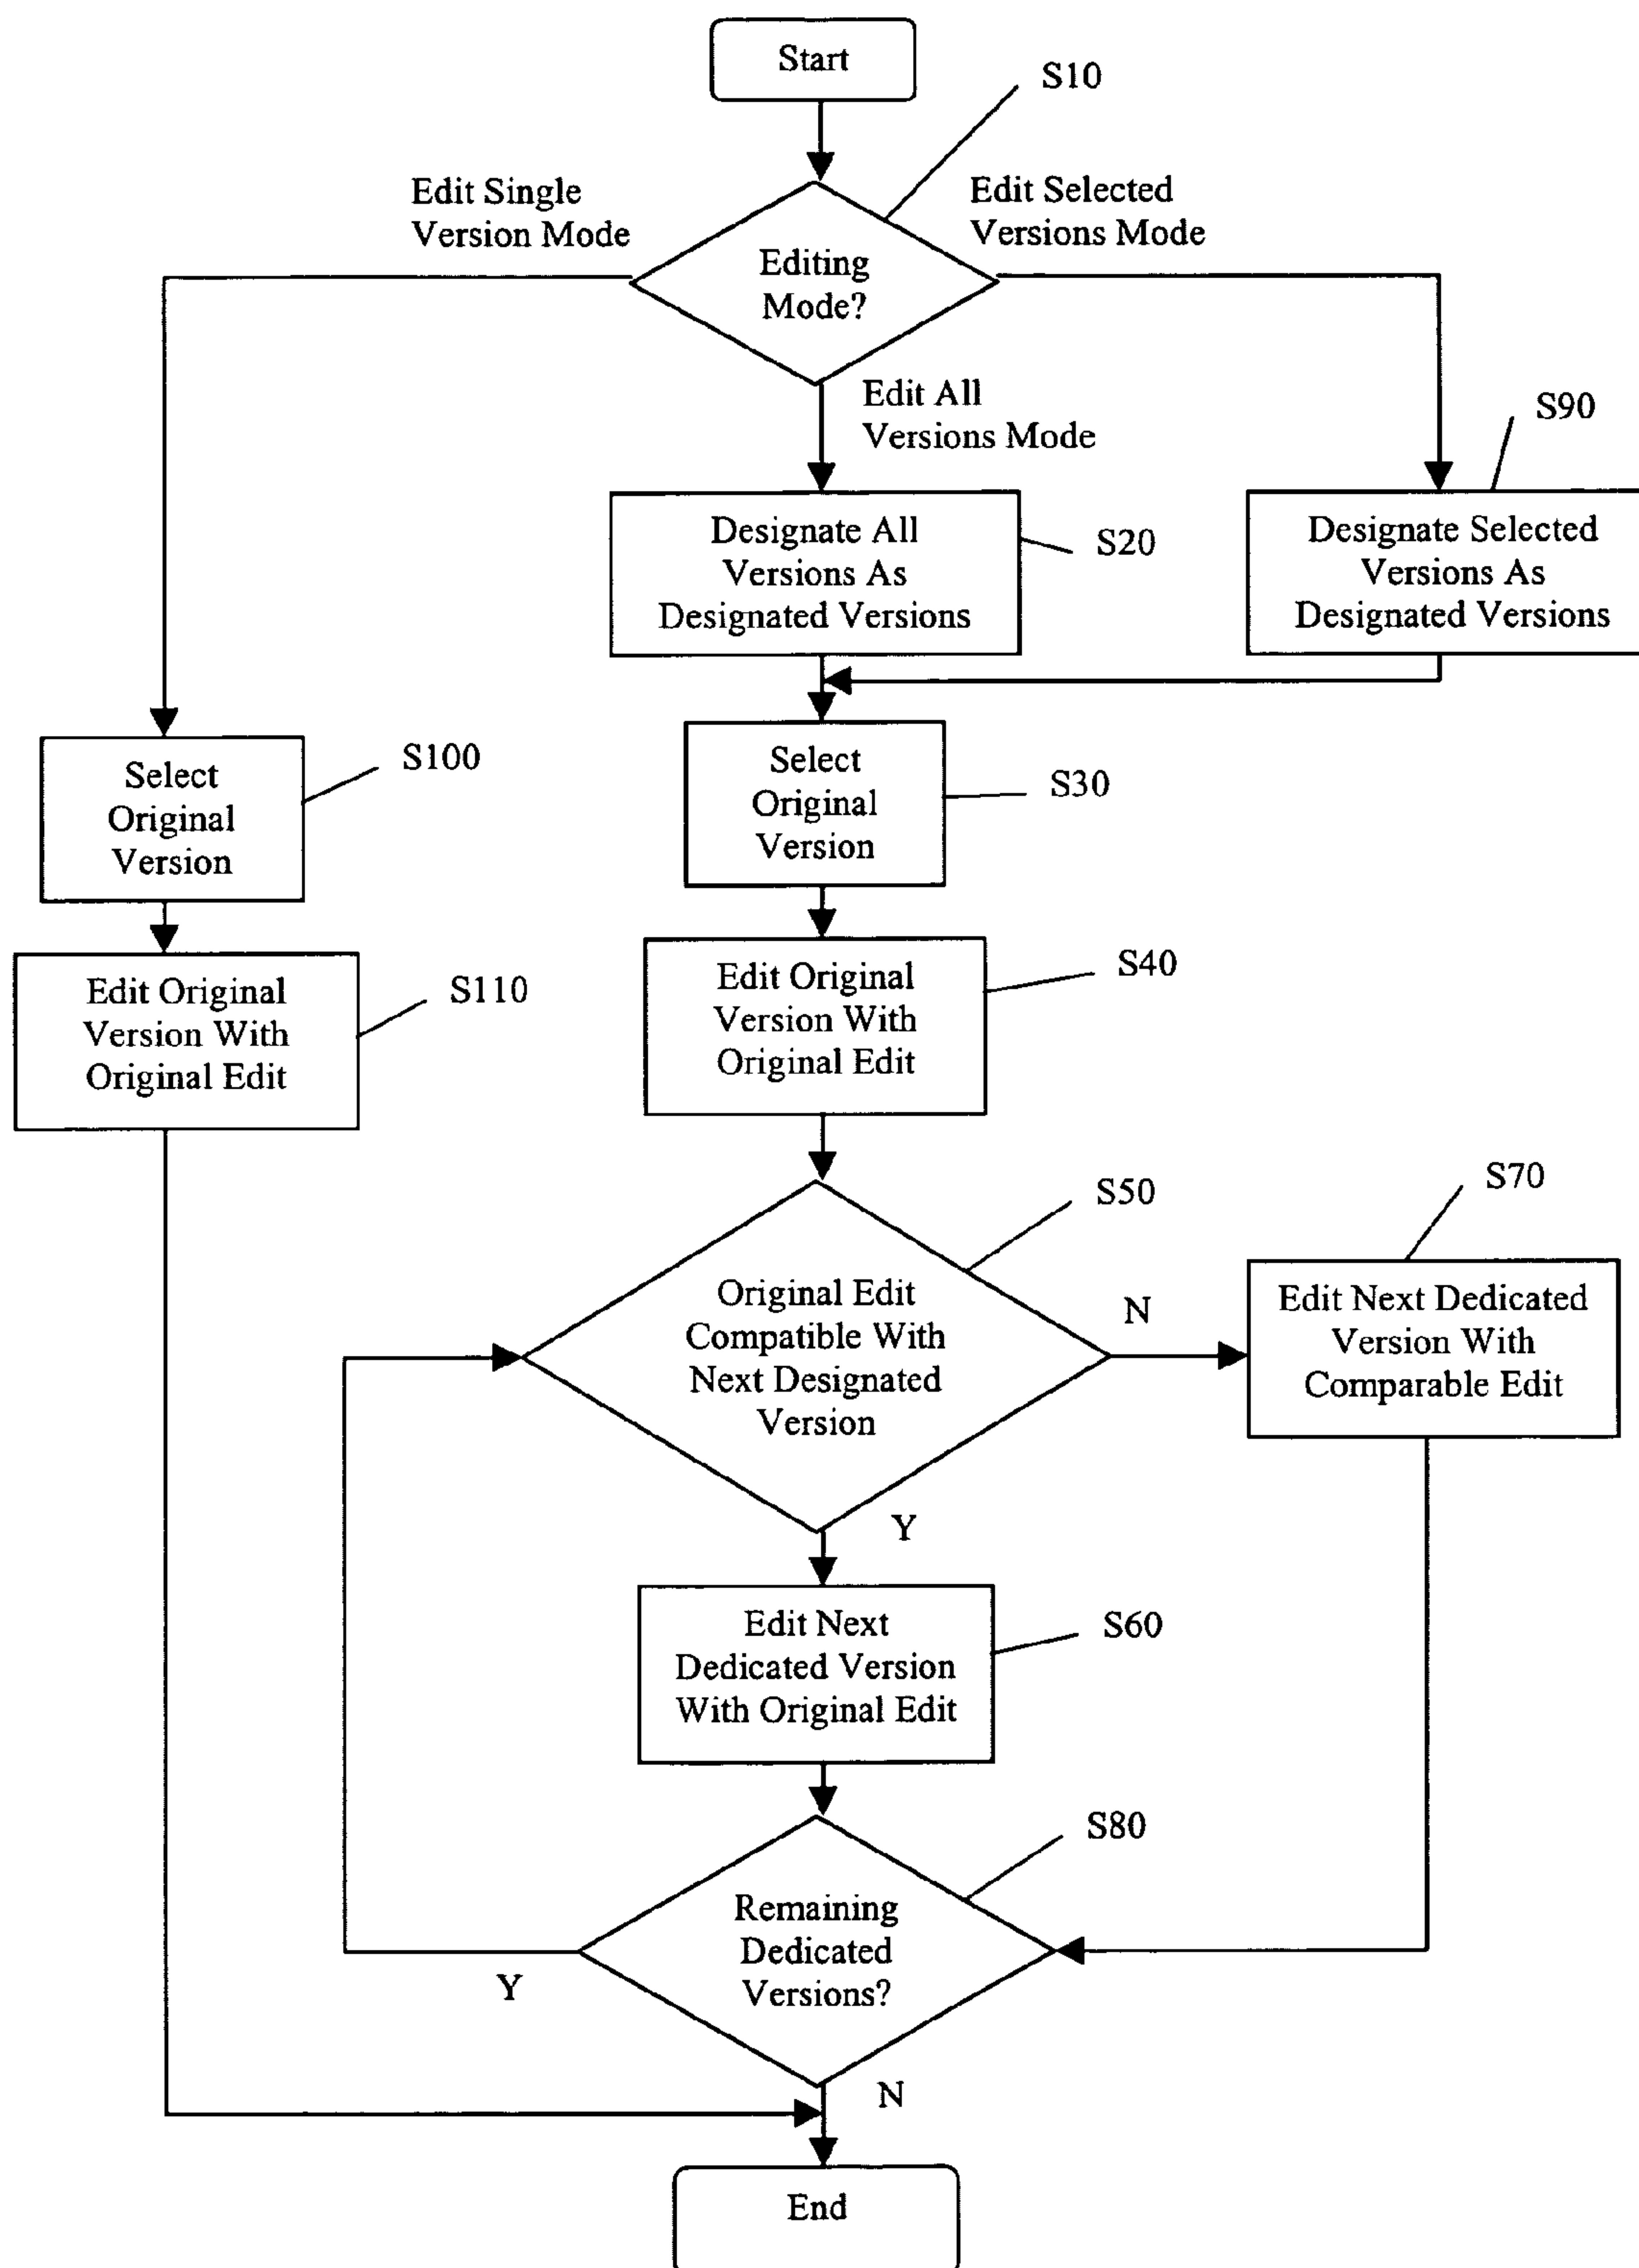 Start
S10
Edit Single
Version Mode
Edit Selected
Versions Mode
Editing
Mode?
Edit All
Versions Mode
S90
Designate All
Versions As
Designated Versions
S20
Designate Selected
Versions As
Designated Versions
Select
Original
Version
S100
Select
Original
Version
S30
Edit Original
Version With
Original Edit
S110
Edit Original
Version With
Original Edit
S40
S50
S70
Original Edit
Compatible With
Next Designated
Version
N
Edit Next Dedicated
Version With
Comparable Edit
Y
Edit Next
Dedicated Version
With Original Edit
S60
S80
Remaining
Dedicated
Versions?
Y
N
End